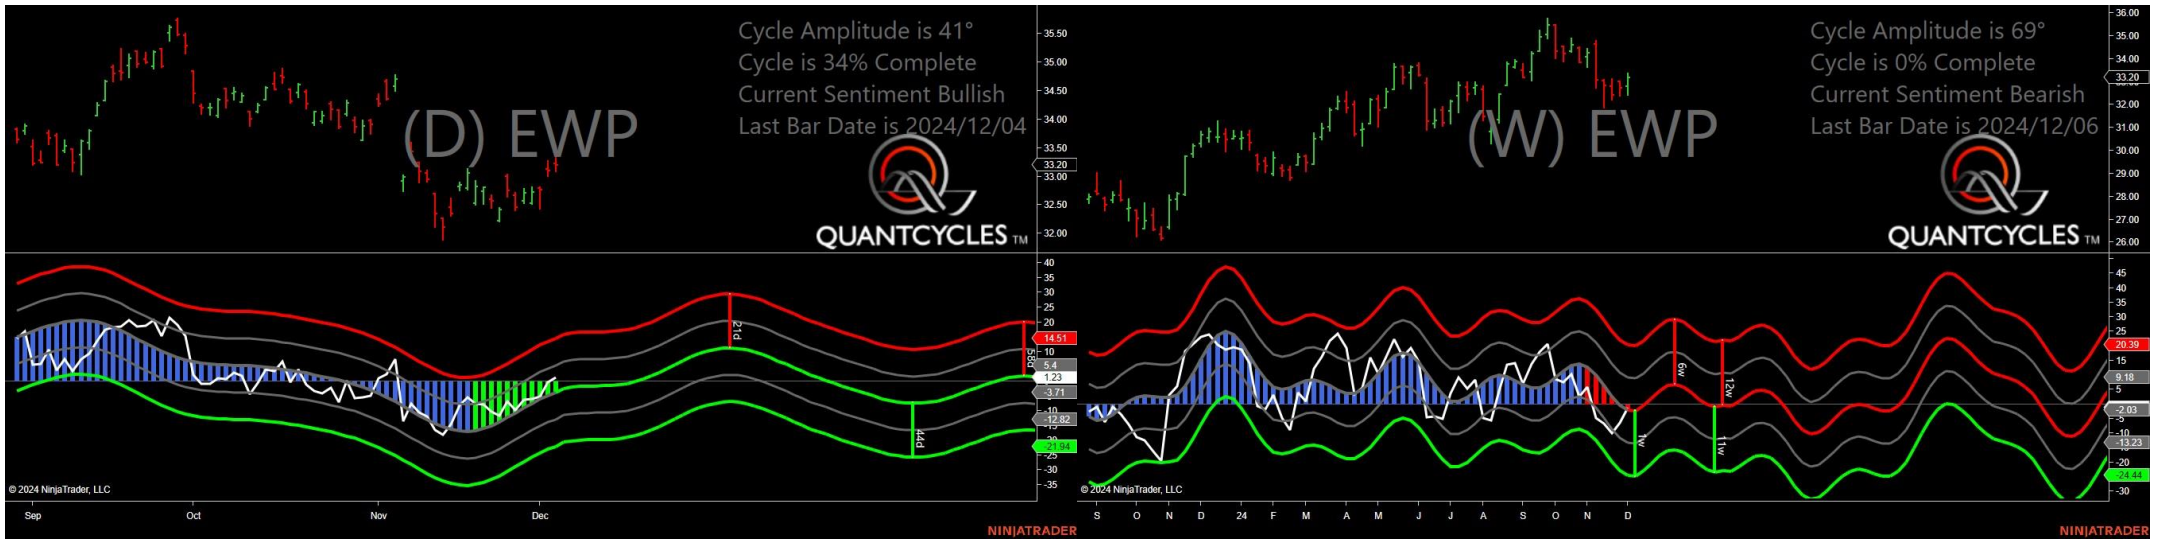 Cycle Amplitude is 41°
Cycle is 34% Complete
Current Sentiment Bullish
Last Bar Date is 2024/12/04
(D) EWP
QUANTCYCLES TM
35.50
35.00
34.50
34.00
33.50
33.20
33.00
32.50
32.00
40
35
30
25
20
14.51
10
5.4
1.23
-3.71
-10
-12.82
-21.94
-25
-30
-35
21d
44d
58d
© 2024 NinjaTrader, LLC
Sep
Oct
Nov
Dec
NINJATRADER
Cycle Amplitude is 69°
Cycle is 0% Complete
Current Sentiment Bearish
Last Bar Date is 2024/12/06
(W) EWP
QUANTCYCLES TM
36.00
35.00
34.00
33.20
32.00
31.00
30.00
29.00
28.00
27.00
26.00
45
40
35
30
25
20.39
15
9.18
5
-2.03
-5
-10
-13.23
-20
-24.44
-30
6w
12w
1w
11w
© 2024 NinjaTrader, LLC
S
O
N
D
24
F
M
A
M
J
J
A
S
O
N
D
NINJATRADER